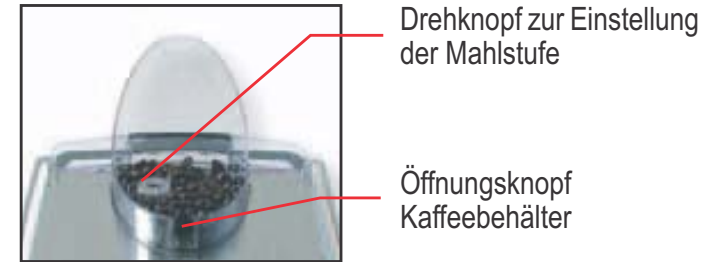 Drehknopf zur Einstellung
der Mahlstufe
Öffnungsknopf
Kaffeebehälter